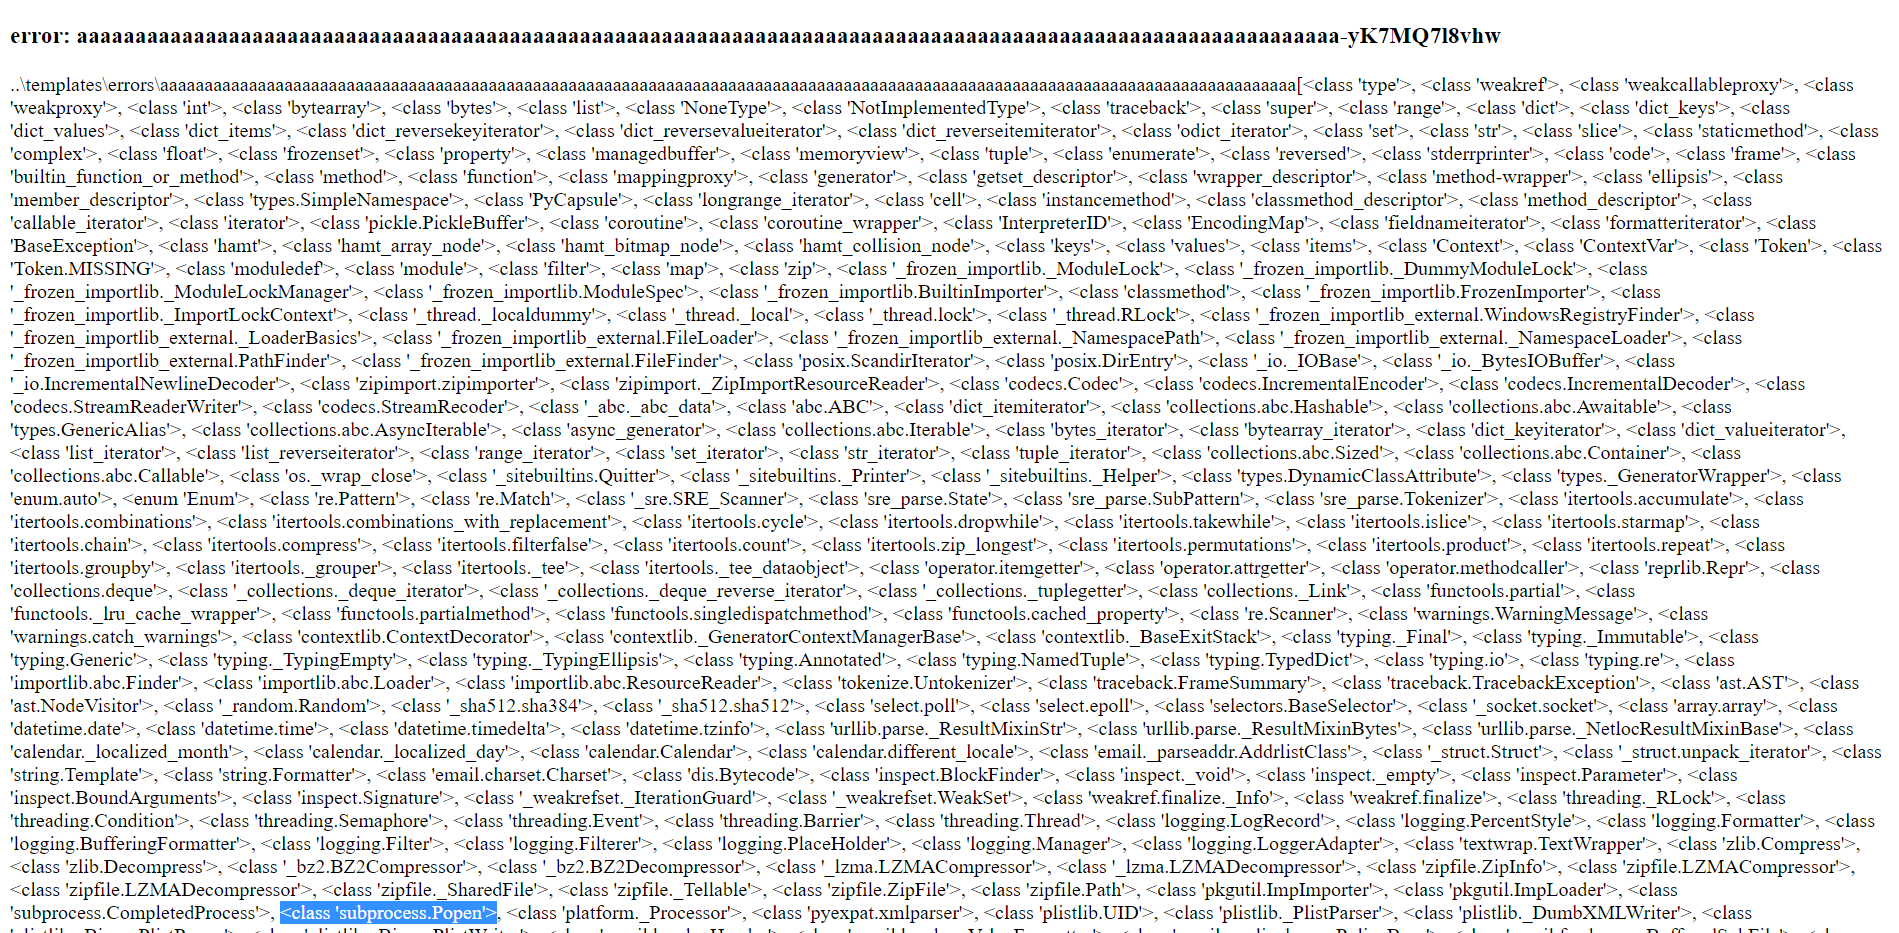 error: aaaaaaaaaaaaaaaaaaaaaaaaaaaaaaaaaaaaaaaaaaaaaaaaaaaaaaaaaaaaaaaaaaaaaaaaaaaaaaaaaaaaaaaaaaaaaaaaaaaaaaaaaaaa-yK7MQ7l8vhw
..\templates\errors\aaaaaaaaaaaaaaaaaaaaaaaaaaaaaaaaaaaaaaaaaaaaaaaaaaaaaaaaaaaaaaaaaaaaaaaaaaaaaaaaaaaaaaaaaaaaaaaaaaaaaaaaaaaaaaaaaaaaaaaaaaaaaaa[<class 'type'>, <class 'weakref'>, <class 'weakcallableproxy'>, <class
'weakproxy'>, <class 'int'>, <class 'bytearray'>, <class 'bytes'>, <class 'list'>, <class 'NoneType'>, <class 'NotImplementedType'>, <class 'traceback'>, <class 'super'>, <class 'range'>, <class 'dict'>, <class 'dict_keys'>, <class
'dict_values'>, <class 'dict_items'>, <class 'dict_reversekeyiterator'>, <class 'dict_reversevalueiterator'>, <class 'dict_reverseitemiterator'>, <class 'odict_iterator'>, <class 'set'>, <class 'str'>, <class 'slice'>, <class 'staticmethod'>, <class
'complex'>, <class 'float'>, <class 'frozenset'>, <class 'property'>, <class 'managedbuffer'>, <class 'memoryview'>, <class 'tuple'>, <class 'enumerate'>, <class 'reversed'>, <class 'stderrprinter'>, <class 'code'>, <class 'frame'>, <class
'builtin_function_or_method'>, <class 'method'>, <class 'function'>, <class 'mappingproxy'>, <class 'generator'>, <class 'getset_descriptor'>, <class 'wrapper_descriptor'>, <class 'method-wrapper'>, <class 'ellipsis'>, <class
'member_descriptor'>, <class 'types.SimpleNamespace'>, <class 'PyCapsule'>, <class 'longrange_iterator'>, <class 'cell'>, <class 'instancemethod'>, <class 'classmethod_descriptor'>, <class 'method_descriptor'>, <class
'callable_iterator'>, <class 'iterator'>, <class 'pickle.PickleBuffer'>, <class 'coroutine'>, <class 'coroutine_wrapper'>, <class 'InterpreterID'>, <class 'EncodingMap'>, <class 'fieldnameiterator'>, <class 'formatteriterator'>, <class
'BaseException'>, <class 'hamt'>, <class 'hamt_array_node'>, <class 'hamt_bitmap_node'>, <class 'hamt_collision_node'>, <class 'keys'>, <class 'values'>, <class 'items'>, <class 'Context'>, <class 'ContextVar'>, <class 'Token'>, <class
'Token.MISSING'>, <class 'moduledef'>, <class 'module'>, <class 'filter'>, <class 'map'>, <class 'zip'>, <class '_frozen_importlib._ModuleLock'>, <class '_frozen_importlib._DummyModuleLock'>, <class
'_frozen_importlib._ModuleLockManager'>, <class '_frozen_importlib.ModuleSpec'>, <class '_frozen_importlib.BuiltinImporter'>, <class 'classmethod'>, <class '_frozen_importlib.FrozenImporter'>, <class
'_frozen_importlib._ImportLockContext'>, <class '_thread._localdummy'>, <class '_thread._local'>, <class '_thread.lock'>, <class '_thread.RLock'>, <class '_frozen_importlib_external.WindowsRegistryFinder'>, <class
'_frozen_importlib_external._LoaderBasics'>, <class '_frozen_importlib_external.FileLoader'>, <class '_frozen_importlib_external._NamespacePath'>, <class '_frozen_importlib_external._NamespaceLoader'>, <class
'_frozen_importlib_external.PathFinder'>, <class '_frozen_importlib_external.FileFinder'>, <class 'posix.ScandirIterator'>, <class 'posix.DirEntry'>, <class '_io._IOBase'>, <class '_io._BytesIOBuffer'>, <class
'_io.IncrementalNewlineDecoder'>, <class 'zipimport.zipimporter'>, <class 'zipimport._ZipImportResourceReader'>, <class 'codecs.Codec'>, <class 'codecs.IncrementalEncoder'>, <class 'codecs.IncrementalDecoder'>, <class
'codecs.StreamReaderWriter'>, <class 'codecs.StreamRecoder'>, <class '_abc._abc_data'>, <class 'abc.ABC'>, <class 'dict_itemiterator'>, <class 'collections.abc.Hashable'>, <class 'collections.abc.Awaitable'>, <class
'types.GenericAlias'>, <class 'collections.abc.AsyncIterable'>, <class 'async_generator'>, <class 'collections.abc.Iterable'>, <class 'bytes_iterator'>, <class 'bytearray_iterator'>, <class 'dict_keyiterator'>, <class 'dict_valueiterator'>,
<class 'list_iterator'>, <class 'list_reverseiterator'>, <class 'range_iterator'>, <class 'set_iterator'>, <class 'str_iterator'>, <class 'tuple_iterator'>, <class 'collections.abc.Sized'>, <class 'collections.abc.Container'>, <class
'collections.abc.Callable'>, <class 'os._wrap_close'>, <class '_sitebuiltins.Quitter'>, <class '_sitebuiltins._Printer'>, <class '_sitebuiltins._Helper'>, <class 'types.DynamicClassAttribute'>, <class 'types._GeneratorWrapper'>, <class
'enum.auto'>, <enum 'Enum'>, <class 're.Pattern'>, <class 're.Match'>, <class '_sre.SRE_Scanner'>, <class 'sre_parse.State'>, <class 'sre_parse.SubPattern'>, <class 'sre_parse.Tokenizer'>, <class 'itertools.accumulate'>, <class
'itertools.combinations'>, <class 'itertools.combinations_with_replacement'>, <class 'itertools.cycle'>, <class 'itertools.dropwhile'>, <class 'itertools.takewhile'>, <class 'itertools.islice'>, <class 'itertools.starmap'>, <class
'itertools.chain'>, <class 'itertools.compress'>, <class 'itertools.filterfalse'>, <class 'itertools.count'>, <class 'itertools.zip_longest'>, <class 'itertools.permutations'>, <class 'itertools.product'>, <class 'itertools.repeat'>, <class
'itertools.groupby'>, <class 'itertools._grouper'>, <class 'itertools._tee'>, <class 'itertools._tee_dataobject'>, <class 'operator.itemgetter'>, <class 'operator.attrgetter'>, <class 'operator.methodcaller'>, <class 'reprlib.Repr'>, <class
'collections.deque'>, <class '_collections._deque_iterator'>, <class '_collections._deque_reverse_iterator'>, <class '_collections._tuplegetter'>, <class 'collections._Link'>, <class 'functools.partial'>, <class
'functools._lru_cache_wrapper'>, <class 'functools.partialmethod'>, <class 'functools.singledispatchmethod'>, <class 'functools.cached_property'>, <class 're.Scanner'>, <class 'warnings.WarningMessage'>, <class
'warnings.catch_warnings'>, <class 'contextlib.ContextDecorator'>, <class 'contextlib._GeneratorContextManagerBase'>, <class 'contextlib._BaseExitStack'>, <class 'typing._Final'>, <class 'typing._Immutable'>, <class
'typing.Generic'>, <class 'typing._TypingEmpty'>, <class 'typing._TypingEllipsis'>, <class 'typing.Annotated'>, <class 'typing.NamedTuple'>, <class 'typing.TypedDict'>, <class 'typing.io'>, <class 'typing.re'>, <class
'importlib.abc.Finder'>, <class 'importlib.abc.Loader'>, <class 'importlib.abc.ResourceReader'>, <class 'tokenize.Untokenizer'>, <class 'traceback.FrameSummary'>, <class 'traceback.TracebackException'>, <class 'ast.AST'>, <class
'ast.NodeVisitor'>, <class '_random.Random'>, <class '_sha512.sha384'>, <class '_sha512.sha512'>, <class 'select.poll'>, <class 'select.epoll'>, <class 'selectors.BaseSelector'>, <class '_socket.socket'>, <class 'array.array'>, <class
'datetime.date'>, <class 'datetime.time'>, <class 'datetime.timedelta'>, <class 'datetime.tzinfo'>, <class 'urllib.parse._ResultMixinStr'>, <class 'urllib.parse._ResultMixinBytes'>, <class 'urllib.parse._NetlocResultMixinBase'>, <class
'calendar._localized_month'>, <class 'calendar._localized_day'>, <class 'calendar.Calendar'>, <class 'calendar.different_locale'>, <class 'email._parseaddr.AddrlistClass'>, <class '_struct.Struct'>, <class '_struct.unpack_iterator'>, <class
'string.Template'>, <class 'string.Formatter'>, <class 'email.charset.Charset'>, <class 'dis.Bytecode'>, <class 'inspect.BlockFinder'>, <class 'inspect._void'>, <class 'inspect._empty'>, <class 'inspect.Parameter'>, <class
'inspect.BoundArguments'>, <class 'inspect.Signature'>, <class '_weakrefset._IterationGuard'>, <class '_weakrefset.WeakSet'>, <class 'weakref.finalize._Info'>, <class 'weakref.finalize'>, <class 'threading._RLock'>, <class
'threading.Condition'>, <class 'threading.Semaphore'>, <class 'threading.Event'>, <class 'threading.Barrier'>, <class 'threading.Thread'>, <class 'logging.LogRecord'>, <class 'logging.PercentStyle'>, <class 'logging.Formatter'>, <class
'logging.BufferingFormatter'>, <class 'logging.Filter'>, <class 'logging.Filterer'>, <class 'logging.PlaceHolder'>, <class 'logging.Manager'>, <class 'logging.LoggerAdapter'>, <class 'textwrap.TextWrapper'>, <class 'zlib.Compress'>,
<class 'zlib.Decompress'>, <class '_bz2.BZ2Compressor'>, <class '_bz2.BZ2Decompressor'>, <class '_lzma.LZMACompressor'>, <class '_lzma.LZMADecompressor'>, <class 'zipfile.ZipInfo'>, <class 'zipfile.LZMACompressor'>,
<class 'zipfile.LZMADecompressor'>, <class 'zipfile._SharedFile'>, <class 'zipfile._Tellable'>, <class 'zipfile.ZipFile'>, <class 'zipfile.Path'>, <class 'pkgutil.ImpImporter'>, <class 'pkgutil.ImpLoader'>, <class
'subprocess.CompletedProcess'>, <class 'subprocess.Popen'>, <class 'platform._Processor'>, <class 'pyexpat.xmlparser'>, <class 'plistlib.UID'>, <class 'plistlib._PlistParser'>, <class 'plistlib._DumbXMLWriter'>, <class